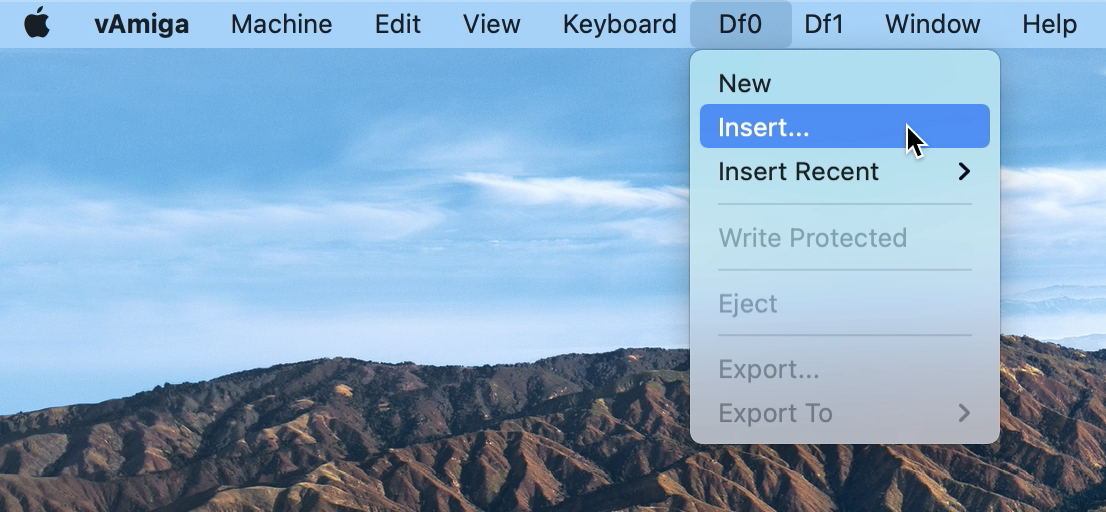 vAmiga Machine Edit View Keyboard Df0 Df1 Window Help
New
Insert...
Insert Recent
Write Protected
Eject
Export...
Export To